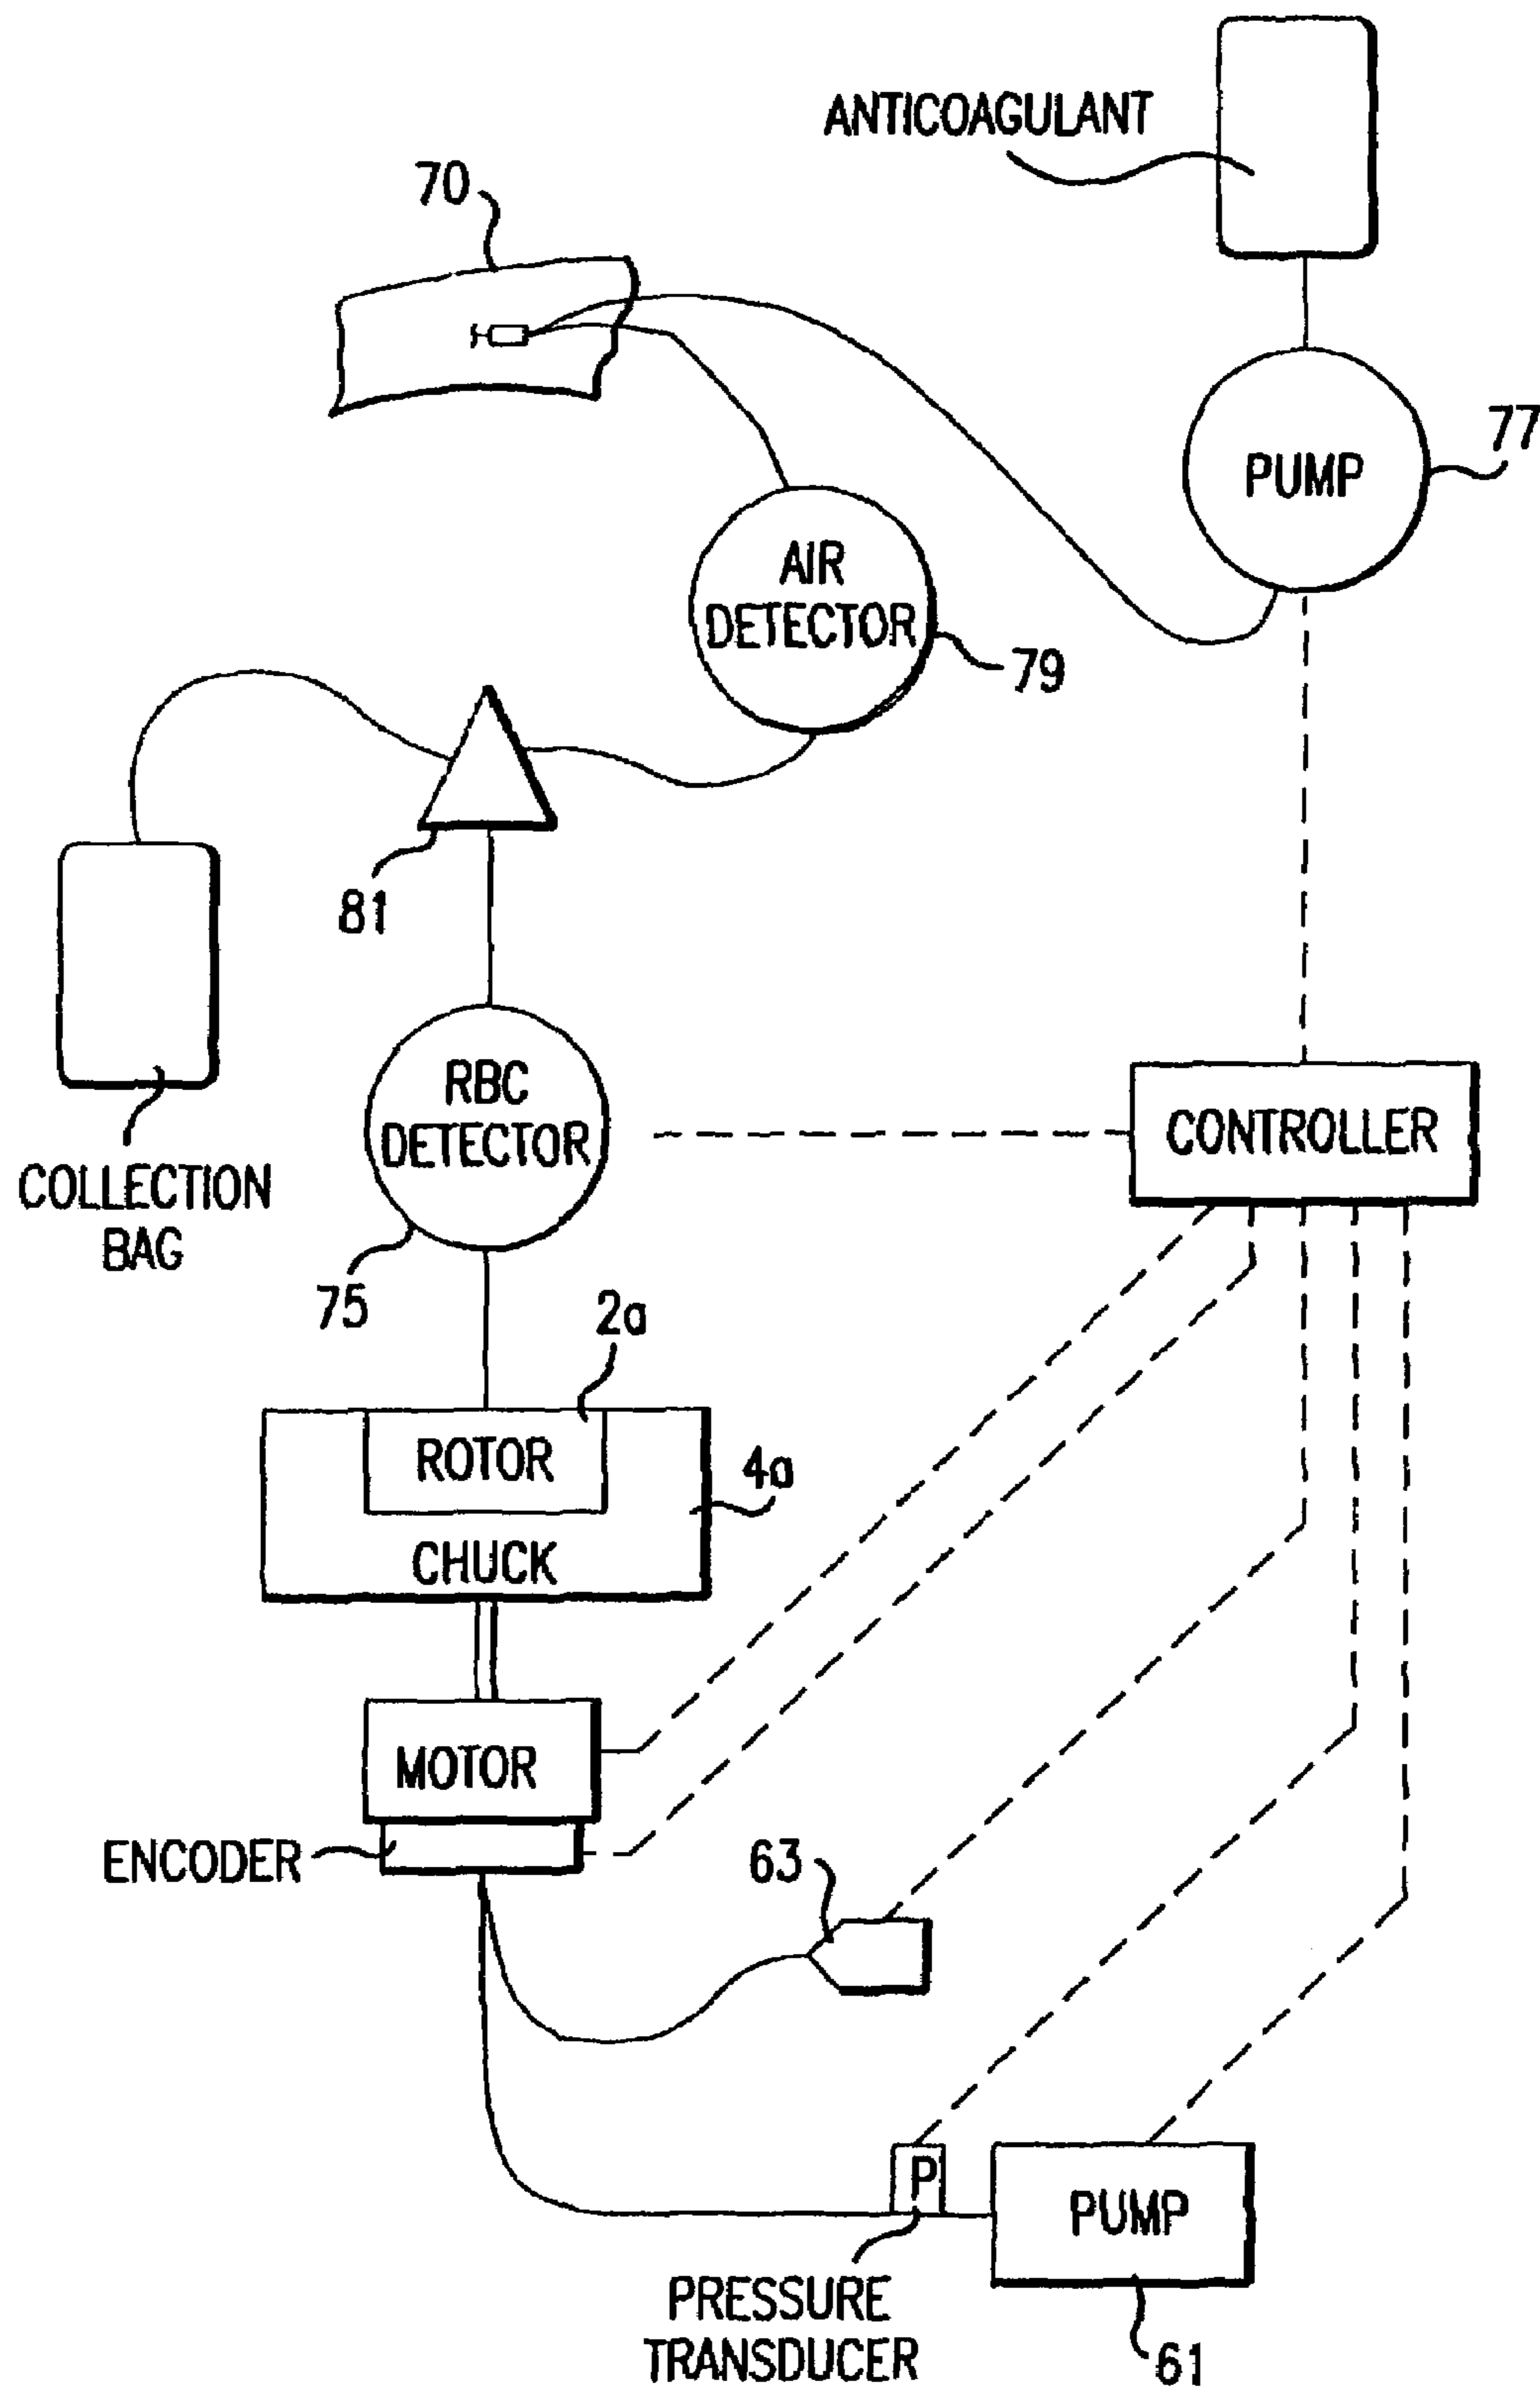 ANTICOAGULANT
70
77
PUMP
AIR
DETECTOR
79
81
RBC
DETECTOR
CONTROLLER
COLLECTION
BAG
75
2a
ROTOR
4a
CHUCK
MOTOR
ENCODER
63
P
PUMP
PRESSURE
TRANSDUCER
61